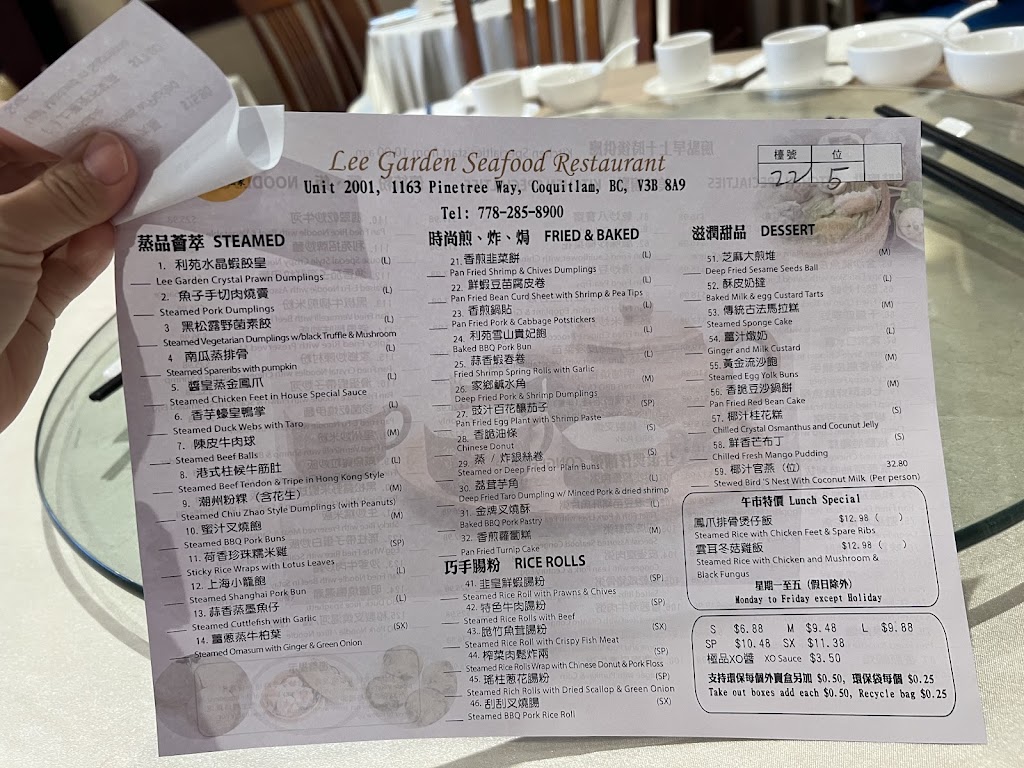 Lee Garden Seafood Restaurant
Unit 2001, 1163 Pinetree Way, Coquitlam, BC, V3B 8A9
Tel: 778-285-8900
檯號 位
22 5
蒸品薈萃 STEAMED
1. 利苑水晶蝦餃皇 (L)
Lee Garden Crystal Prawn Dumplings
2. 魚子手切肉燒賣 (L)
Steamed Pork Dumplings
3 黑松露野菌素餃 (L)
Steamed Vegetarian Dumplings w/black Truffle & Mushroom
4 南瓜蒸排骨 (L)
Steamed Spareribs with pumpkin
5. 醬皇蒸金鳳爪 (L)
Steamed Chicken Feet in House Special Sauce
6. 香芋蠔皇鴨掌 (L)
Steamed Duck Webs with Taro
7. 陳皮牛肉球 (M)
Steamed Beef Balls
8. 港式柱候牛筋肚 (L)
Steamed Beef Tendon & Tripe in Hong Kong Style
9. 潮州粉粿（含花生） (M)
Steamed Chiu Zhao Style Dumplings (with Peanuts)
10. 蜜汁叉燒飽 (M)
Steamed BBQ Pork Buns
11. 荷香珍珠糯米雞 (SP)
Sticky Rice Wraps with Lotus Leaves
12. 上海小籠飽 (L)
Steamed Shanghai Pork Bun
13. 蒜香蒸墨魚仔 (L)
Steamed Cuttlefish with Garlic
14. 薑蔥蒸牛柏葉 (SX)
Steamed Omasum with Ginger & Green Onion
時尚煎、炸、焗 FRIED & BAKED
21. 香煎韭菜餅 (L)
Pan Fried Shrimp & Chives Dumplings
22. 鮮蝦豆苗腐皮卷 (L)
Pan Fried Bean Curd Sheet with Shrimp & Pea Tips
23. 香煎鍋貼 (L)
Pan Fried Pork & Cabbage Potstickers
24. 利苑雪山貴妃飽 (L)
Baked BBQ Pork Bun
25. 蒜香蝦春卷 (L)
Fried Shrimp Spring Rolls with Garlic
26. 家鄉鹹水角 (M)
Deep Fried Pork & Shrimp Dumplings
27. 豉汁百花釀茄子 (SP)
Pan Fried Egg Plant with Shrimp Paste
28. 香脆油條 (S)
Chinese Donut
29. 蒸 / 炸銀絲卷 (S)
Steamed or Deep Fried or Plain Buns
30. 荔茸芋角 (L)
Deep Fried Taro Dumpling w/ Minced Pork & dried shrimp
31. 金牌叉燒酥 (L)
Baked BBQ Pork Pastry
32. 香煎蘿蔔糕 (M)
Pan Fried Turnip Cake
巧手腸粉 RICE ROLLS
41. 韭皇鮮蝦腸粉 (SP)
Steamed Rice Roll with Prawns & Chives
42. 特色牛肉腸粉 (SP)
Steamed Rice Rolls with Beef
43. 脆竹魚茸腸粉 (SP)
Steamed Rice Roll with Crispy Fish Meat
44. 榨菜肉鬆炸兩 (SP)
Steamed Rice Rolls Wrap with Chinese Donut & Pork Floss
45. 瑤柱蔥花腸粉 (SP)
Steamed Rich Rolls with Dried Scallop & Green Onion
46. 刮刮叉燒腸 (SX)
Steamed BBQ Pork Rice Roll
滋潤甜品 DESSERT
51. 芝麻大煎堆 (M)
Deep Fried Sesame Seeds Ball
52. 酥皮奶撻 (L)
Baked Milk & egg Custard Tarts
53. 傳統古法馬拉糕 (M)
Steamed Sponge Cake
54. 薑汁燉奶 (L)
Ginger and Milk Custard
55. 黃金流沙飽 (M)
Steamed Egg Yolk Buns
56. 香脆豆沙鍋餅 (M)
Pan Fried Red Bean Cake
57. 椰汁桂花糕 (S)
Chilled Crystal Osmanthus and Coconut Jelly
58. 鮮香芒布丁 (S)
Chilled Fresh Mango Pudding
59. 椰汁官燕（位） 32.80
Stewed Bird 'S Nest With Coconut Milk (Per person)
午市特價 Lunch Special
鳳爪排骨煲仔飯 $12.98 ( )
Steamed Rice with Chicken Feet & Spare Ribs
雲耳冬菇雞飯 $12.98 ( )
Steamed Rice with Chicken and Mushroom &
Black Fungus
星期一至五 (假日除外)
Monday to Friday except Holiday
S $6.88 M $9.48 L $9.88
SP $10.48 SX $11.38
極品XO醬 XO Sauce $3.50
支持環保每個外賣盒另加 $0.50, 環保袋每個 $0.25
Take out boxes add each $0.50, Recycle bag $0.25